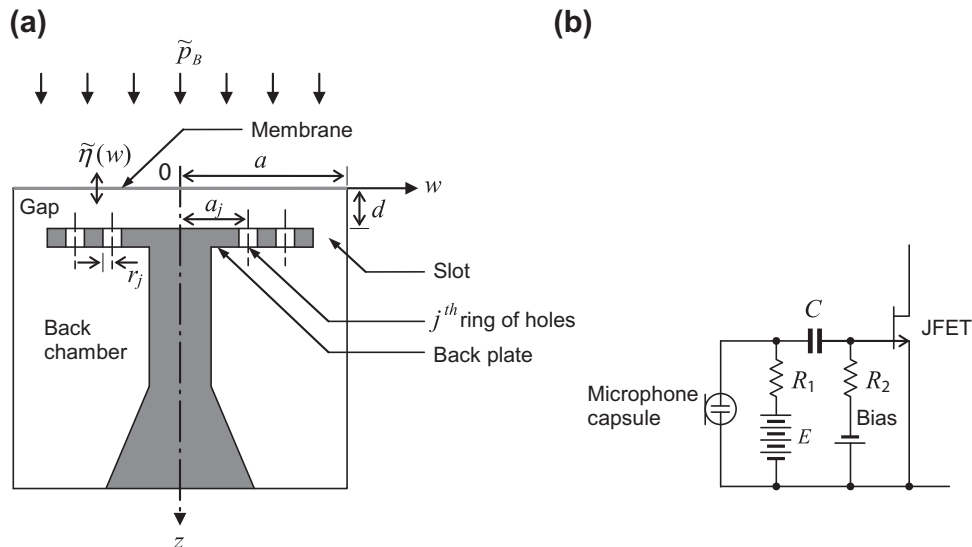 (a)
p̃_B
Membrane
η̃(w)
0
a
w
Gap
a_j
d
r_j
Slot
j^th ring of holes
Back plate
Back
chamber
z
(b)
C
JFET
R_1
R_2
Microphone
capsule
E
Bias